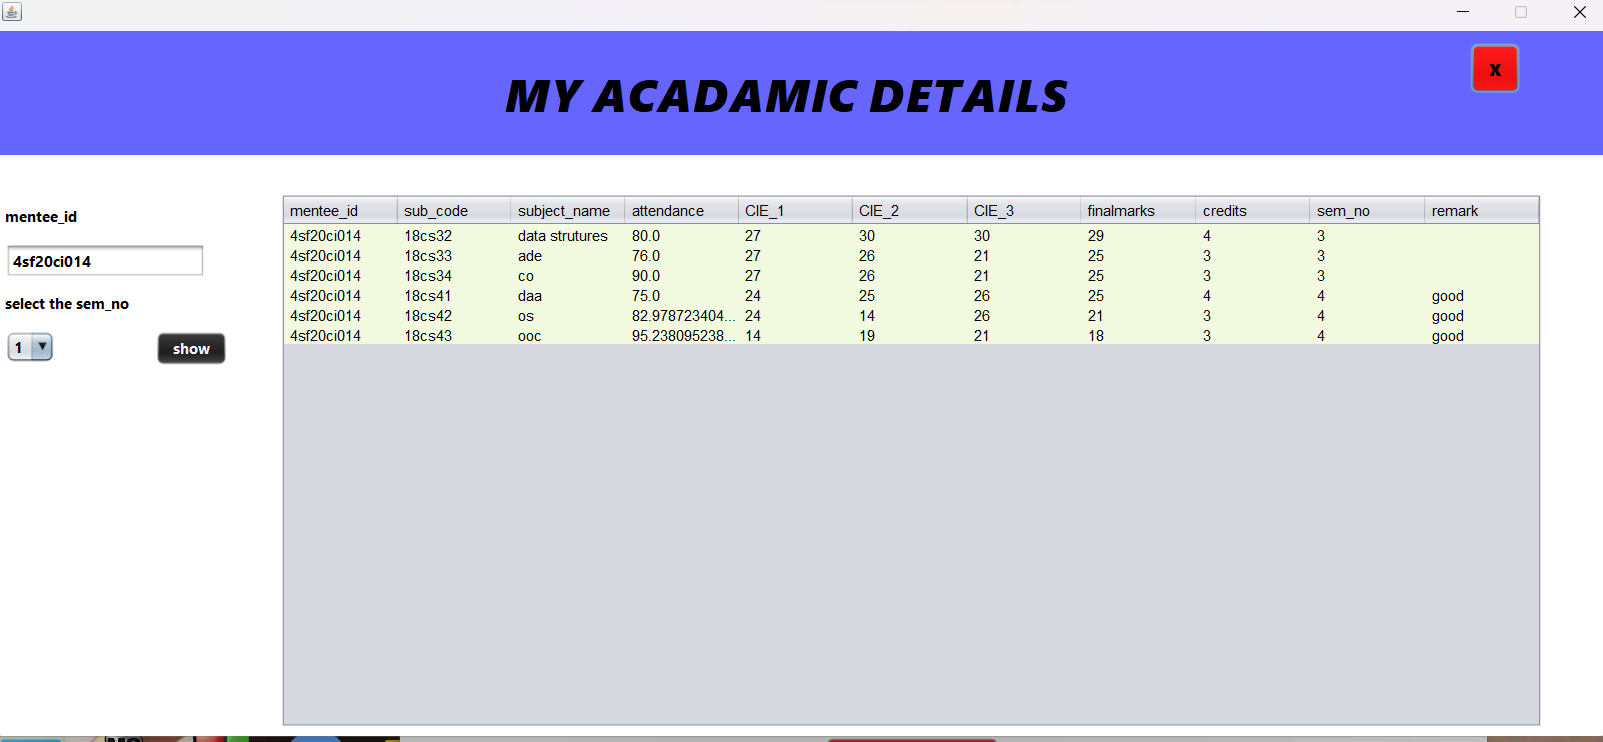 MY ACADAMIC DETAILS
x
mentee_id
4sf20ci014
select the sem_no
1
show
mentee_id sub_code subject_name attendance CIE_1 CIE_2 CIE_3 finalmarks credits sem_no remark
4sf20ci014 18cs32 data strutures 80.0 27 30 30 29 4 3
4sf20ci014 18cs33 ade 76.0 27 26 21 25 3 3
4sf20ci014 18cs34 co 90.0 27 26 21 25 3 3
4sf20ci014 18cs41 daa 75.0 24 25 26 25 4 4 good
4sf20ci014 18cs42 os 82.978723404... 24 14 26 21 3 4 good
4sf20ci014 18cs43 ooc 95.238095238... 14 19 21 18 3 4 good